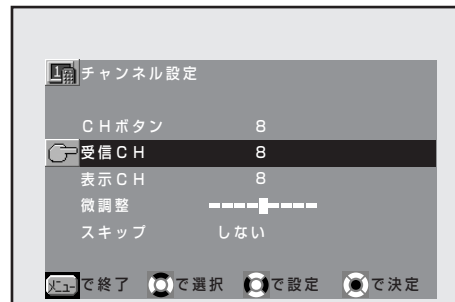 1 チャンネル設定
CHボタン 8
受信CH 8
表示CH 8
微調整
スキップ しない
メニューで終了 で選択 で設定 で決定